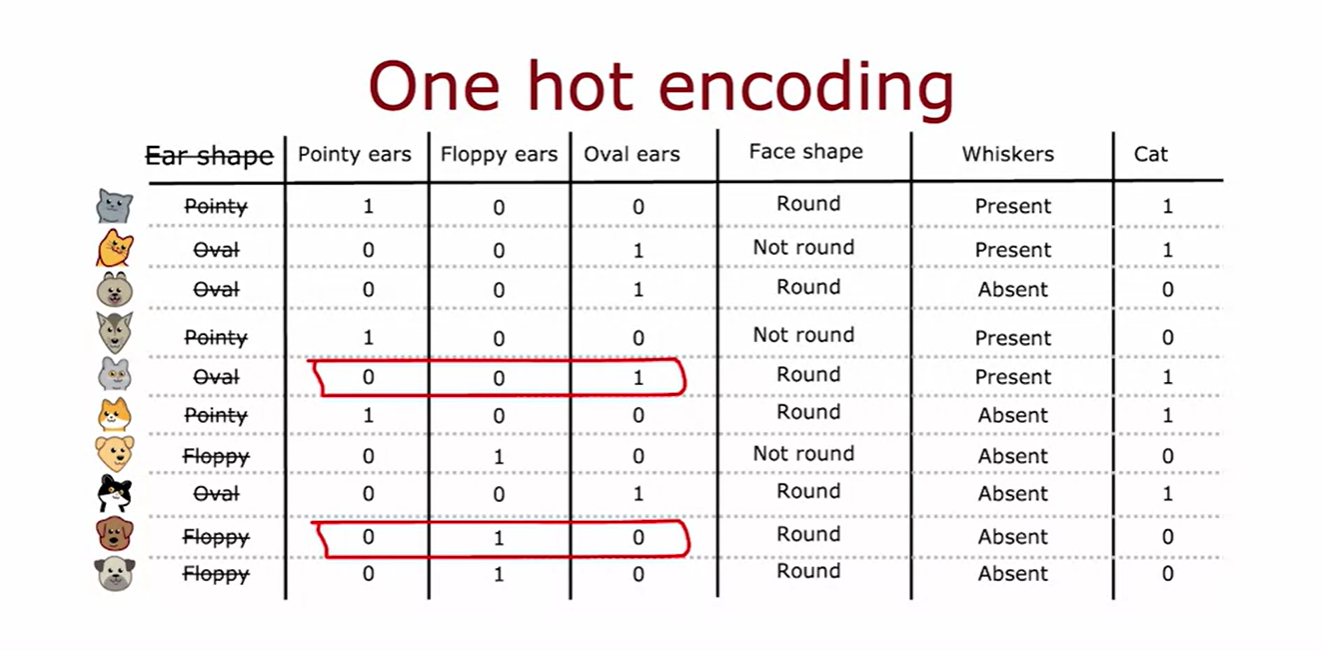 One hot encoding
Ear shape Pointy ears Floppy ears Oval ears Face shape Whiskers Cat
Pointy 1 0 0 Round Present 1
Oval 0 0 1 Not round Present 1
Oval 0 0 1 Round Absent 0
Pointy 1 0 0 Not round Present 0
Oval 0 0 1 Round Present 1
Pointy 1 0 0 Round Absent 1
Floppy 0 1 0 Not round Absent 0
Oval 0 0 1 Round Absent 1
Floppy 0 1 0 Round Absent 0
Floppy 0 1 0 Round Absent 0